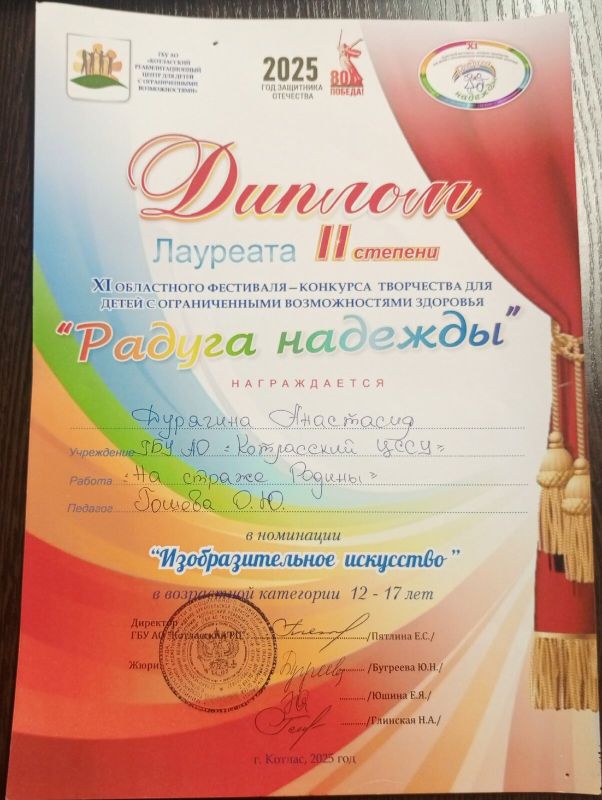 ГБУ АО
«КОТЛАССКИЙ
РЕАБИЛИТАЦИОННЫЙ
ЦЕНТР ДЛЯ ДЕТЕЙ
С ОГРАНИЧЕННЫМИ
ВОЗМОЖНОСТЯМИ»
2025
ГОД ЗАЩИТНИКА
ОТЕЧЕСТВА
80
ПОБЕДА!
XI
Радуга
надежды
Диплом
Лауреата II степени
XI ОБЛАСТНОГО ФЕСТИВАЛЯ – КОНКУРСА ТВОРЧЕСТВА ДЛЯ
ДЕТЕЙ С ОГРАНИЧЕННЫМИ ВОЗМОЖНОСТЯМИ ЗДОРОВЬЯ
"Радуга надежды"
НАГРАЖДАЕТСЯ
Дурягина Анастасия
Учреждение ГБУ АО «Котласский ЦССУ»
Работа «На страже Родины»
Педагог Гошева О.Ю.
в номинации
"Изобразительное искусство"
в возрастной категории 12 - 17 лет
Директор
ГБУ АО "Котласский РЦ" /Пятлина Е.С./
Жюри /Бугреева Ю.Н./
/Юшина Е.Я./
/Глинская Н.А./
г. Котлас, 2025 год